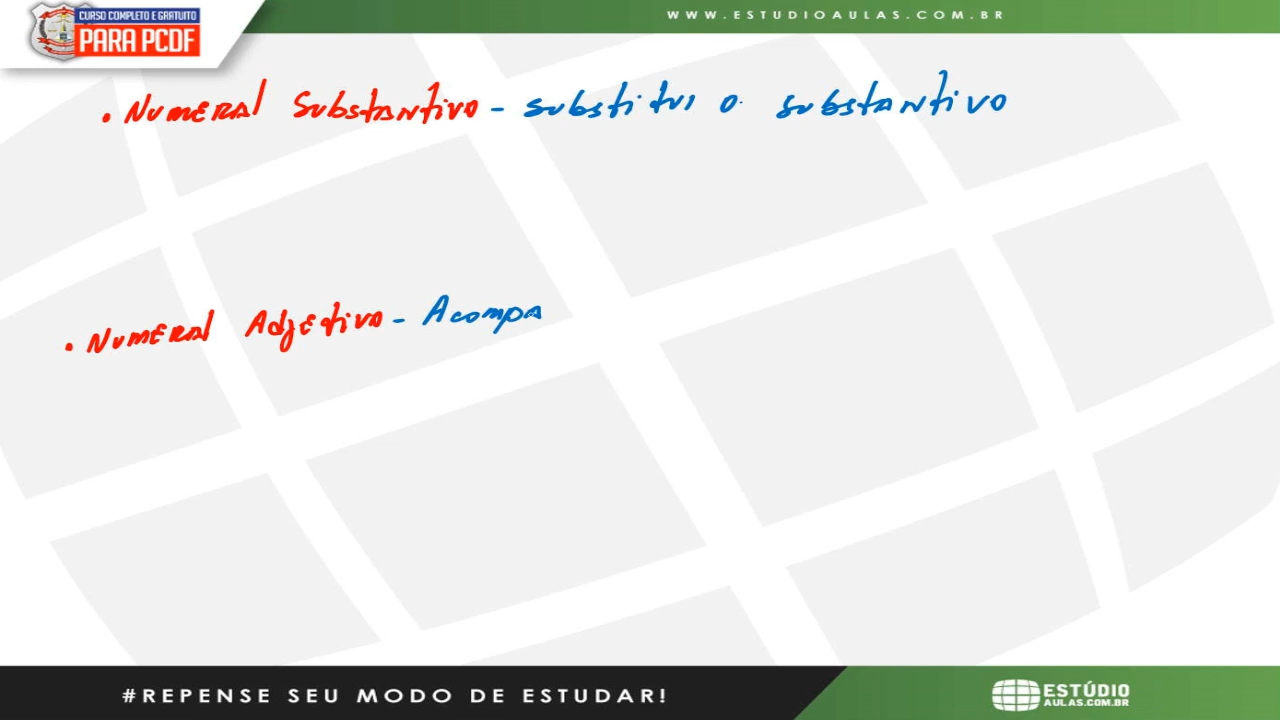 CURSO COMPLETO E GRATUITO
PARA PCDF
WWW.ESTUDIOAULAS.COM.BR
• Numeral Substantivo - substitui o substantivo
• Numeral Adjetivo - Acompa
#REPENSE SEU MODO DE ESTUDAR!
ESTÚDIO
AULAS.COM.BR